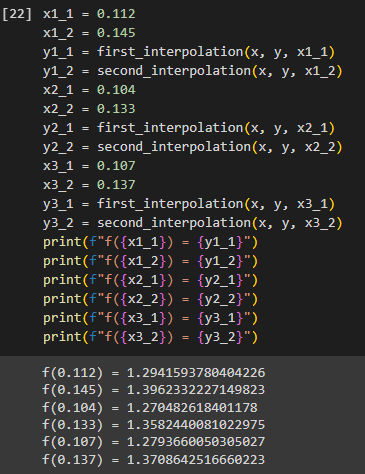 [22] x1_1 = 0.112
x1_2 = 0.145
y1_1 = first_interpolation(x, y, x1_1)
y1_2 = second_interpolation(x, y, x1_2)
x2_1 = 0.104
x2_2 = 0.133
y2_1 = first_interpolation(x, y, x2_1)
y2_2 = second_interpolation(x, y, x2_2)
x3_1 = 0.107
x3_2 = 0.137
y3_1 = first_interpolation(x, y, x3_1)
y3_2 = second_interpolation(x, y, x3_2)
print(f"f({x1_1}) = {y1_1}")
print(f"f({x1_2}) = {y1_2}")
print(f"f({x2_1}) = {y2_1}")
print(f"f({x2_2}) = {y2_2}")
print(f"f({x3_1}) = {y3_1}")
print(f"f({x3_2}) = {y3_2}")
f(0.112) = 1.2941593780404226
f(0.145) = 1.3962332227149823
f(0.104) = 1.270482618401178
f(0.133) = 1.3582440081022975
f(0.107) = 1.2793660050305027
f(0.137) = 1.3708642516660223